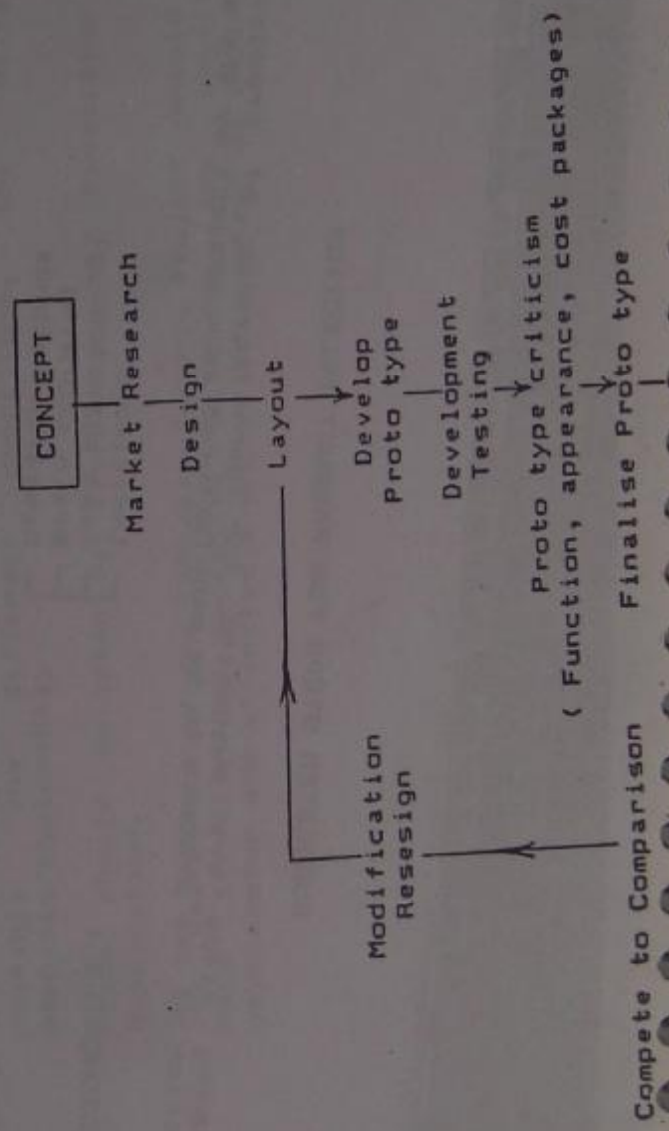 CONCEPT
Market Research
Design
Layout
Develop
Proto type
Development
Testing
Proto type criticism
( Function, appearance, cost packages)
Finalise Proto type
Modification
Resesign
Compete to Comparison